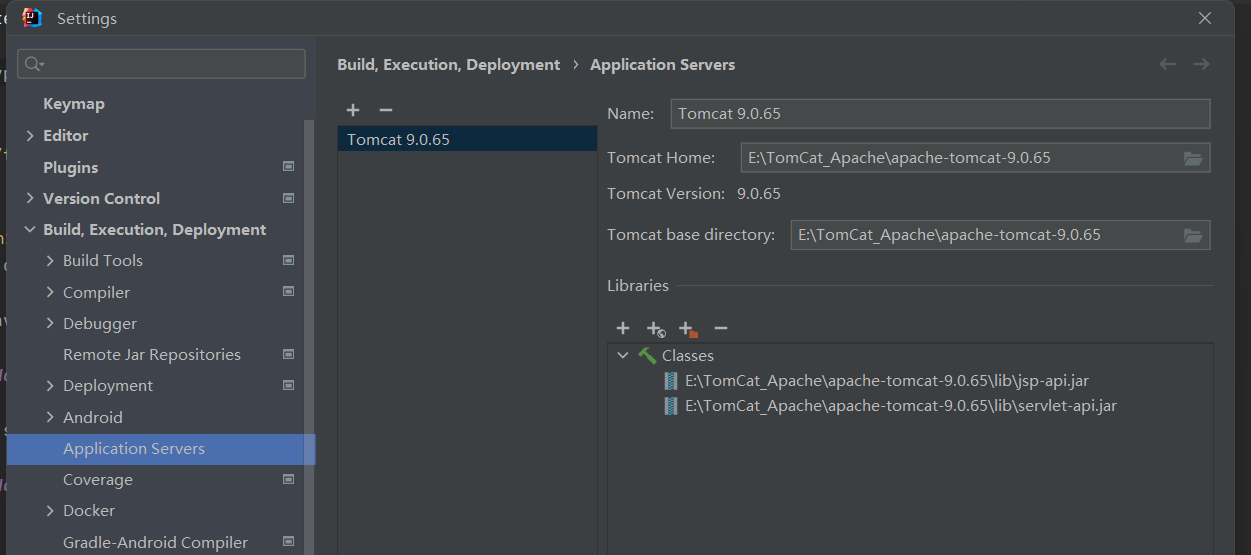 Settings
Keymap
Editor
Plugins
Version Control
Build, Execution, Deployment
Build Tools
Compiler
Debugger
Remote Jar Repositories
Deployment
Android
Application Servers
Coverage
Docker
Gradle-Android Compiler
Build, Execution, Deployment › Application Servers
Tomcat 9.0.65
Name: Tomcat 9.0.65
Tomcat Home: E:\TomCat_Apache\apache-tomcat-9.0.65
Tomcat Version: 9.0.65
Tomcat base directory: E:\TomCat_Apache\apache-tomcat-9.0.65
Libraries
Classes
E:\TomCat_Apache\apache-tomcat-9.0.65\lib\jsp-api.jar
E:\TomCat_Apache\apache-tomcat-9.0.65\lib\servlet-api.jar